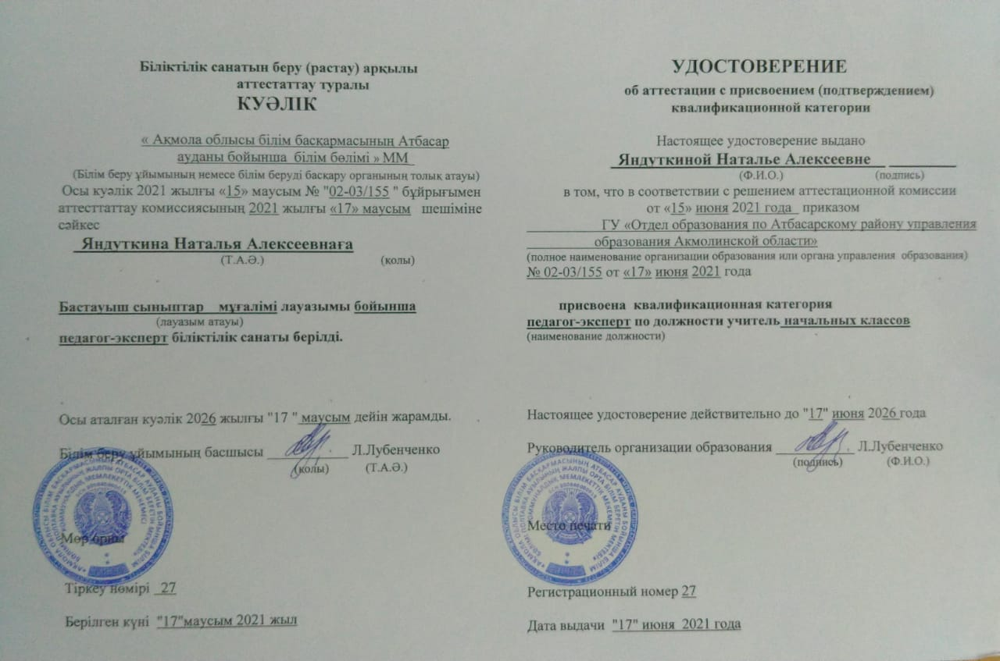 Біліктілік санатын беру (растау) арқылы
аттестаттау туралы
КУӘЛІК
« Ақмола облысы білім басқармасының Атбасар
ауданы бойынша білім бөлімі » ММ
(Білім беру ұйымының немесе білім беруді басқару органының толық атауы)
Осы куәлік 2021 жылғы «15» маусым № "02-03/155 " бұйрығымен
аттесттаттау комиссиясының 2021 жылғы «17» маусым шешіміне
сәйкес
Яндуткина Наталья Алексеевнаға
(Т.А.Ә.) (қолы)
Бастауыш сыныптар мұғалімі лауазымы бойынша
(лауазым атауы)
педагог-эксперт біліктілік санаты берілді.
Осы аталған куәлік 2026 жылғы "17 " маусым дейін жарамды.
Білім беру ұйымының басшысы __________ Л.Лубенченко
(қолы) (Т.А.Ә.)
Мөр орны
Тіркеу нөмірі 27
Берілген күні "17"маусым 2021 жыл
УДОСТОВЕРЕНИЕ
об аттестации с присвоением (подтверждением)
квалификационной категории
Настоящее удостоверение выдано
Яндуткиной Наталье Алексеевне
(Ф.И.О.) (подпись)
в том, что в соответствии с решением аттестационной комиссии
от «15» июня 2021 года приказом
ГУ «Отдел образования по Атбасарскому району управления
образования Акмолинской области»
(полное наименование организации образования или органа управления образования)
№ 02-03/155 от «17» июня 2021 года
присвоена квалификационная категория
педагог-эксперт по должности учитель начальных классов
(наименование должности)
Настоящее удостоверение действительно до "17" июня 2026 года
Руководитель организации образования __________ Л.Лубенченко
(подпись) (Ф.И.О.)
Место печати
Регистрационный номер 27
Дата выдачи "17" июня 2021 года